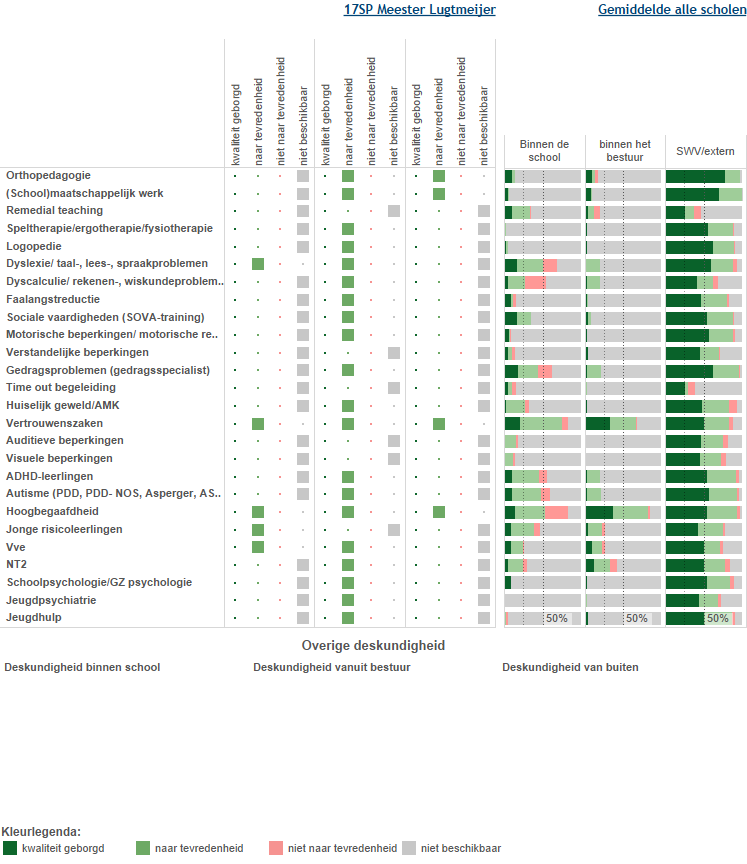 17SP Meester Lugtmeijer Gemiddelde alle scholen
kwaliteit geborgd naar tevredenheid niet naar tevredenheid niet beschikbaar kwaliteit geborgd naar tevredenheid niet naar tevredenheid niet beschikbaar kwaliteit geborgd naar tevredenheid niet naar tevredenheid niet beschikbaar
Binnen de school binnen het bestuur SWV/extern
Orthopedagogie
(School)maatschappelijk werk
Remedial teaching
Speltherapie/ergotherapie/fysiotherapie
Logopedie
Dyslexie/ taal-, lees-, spraakproblemen
Dyscalculie/ rekenen-, wiskundeproblem..
Faalangstreductie
Sociale vaardigheden (SOVA-training)
Motorische beperkingen/ motorische re..
Verstandelijke beperkingen
Gedragsproblemen (gedragsspecialist)
Time out begeleiding
Huiselijk geweld/AMK
Vertrouwenszaken
Auditieve beperkingen
Visuele beperkingen
ADHD-leerlingen
Autisme (PDD, PDD- NOS, Asperger, AS..
Hoogbegaafdheid
Jonge risicoleerlingen
Vve
NT2
Schoolpsychologie/GZ psychologie
Jeugdpsychiatrie
Jeugdhulp 50% 50% 50%
Overige deskundigheid
Deskundigheid binnen school Deskundigheid vanuit bestuur Deskundigheid van buiten
Kleurlegenda:
kwaliteit geborgd naar tevredenheid niet naar tevredenheid niet beschikbaar